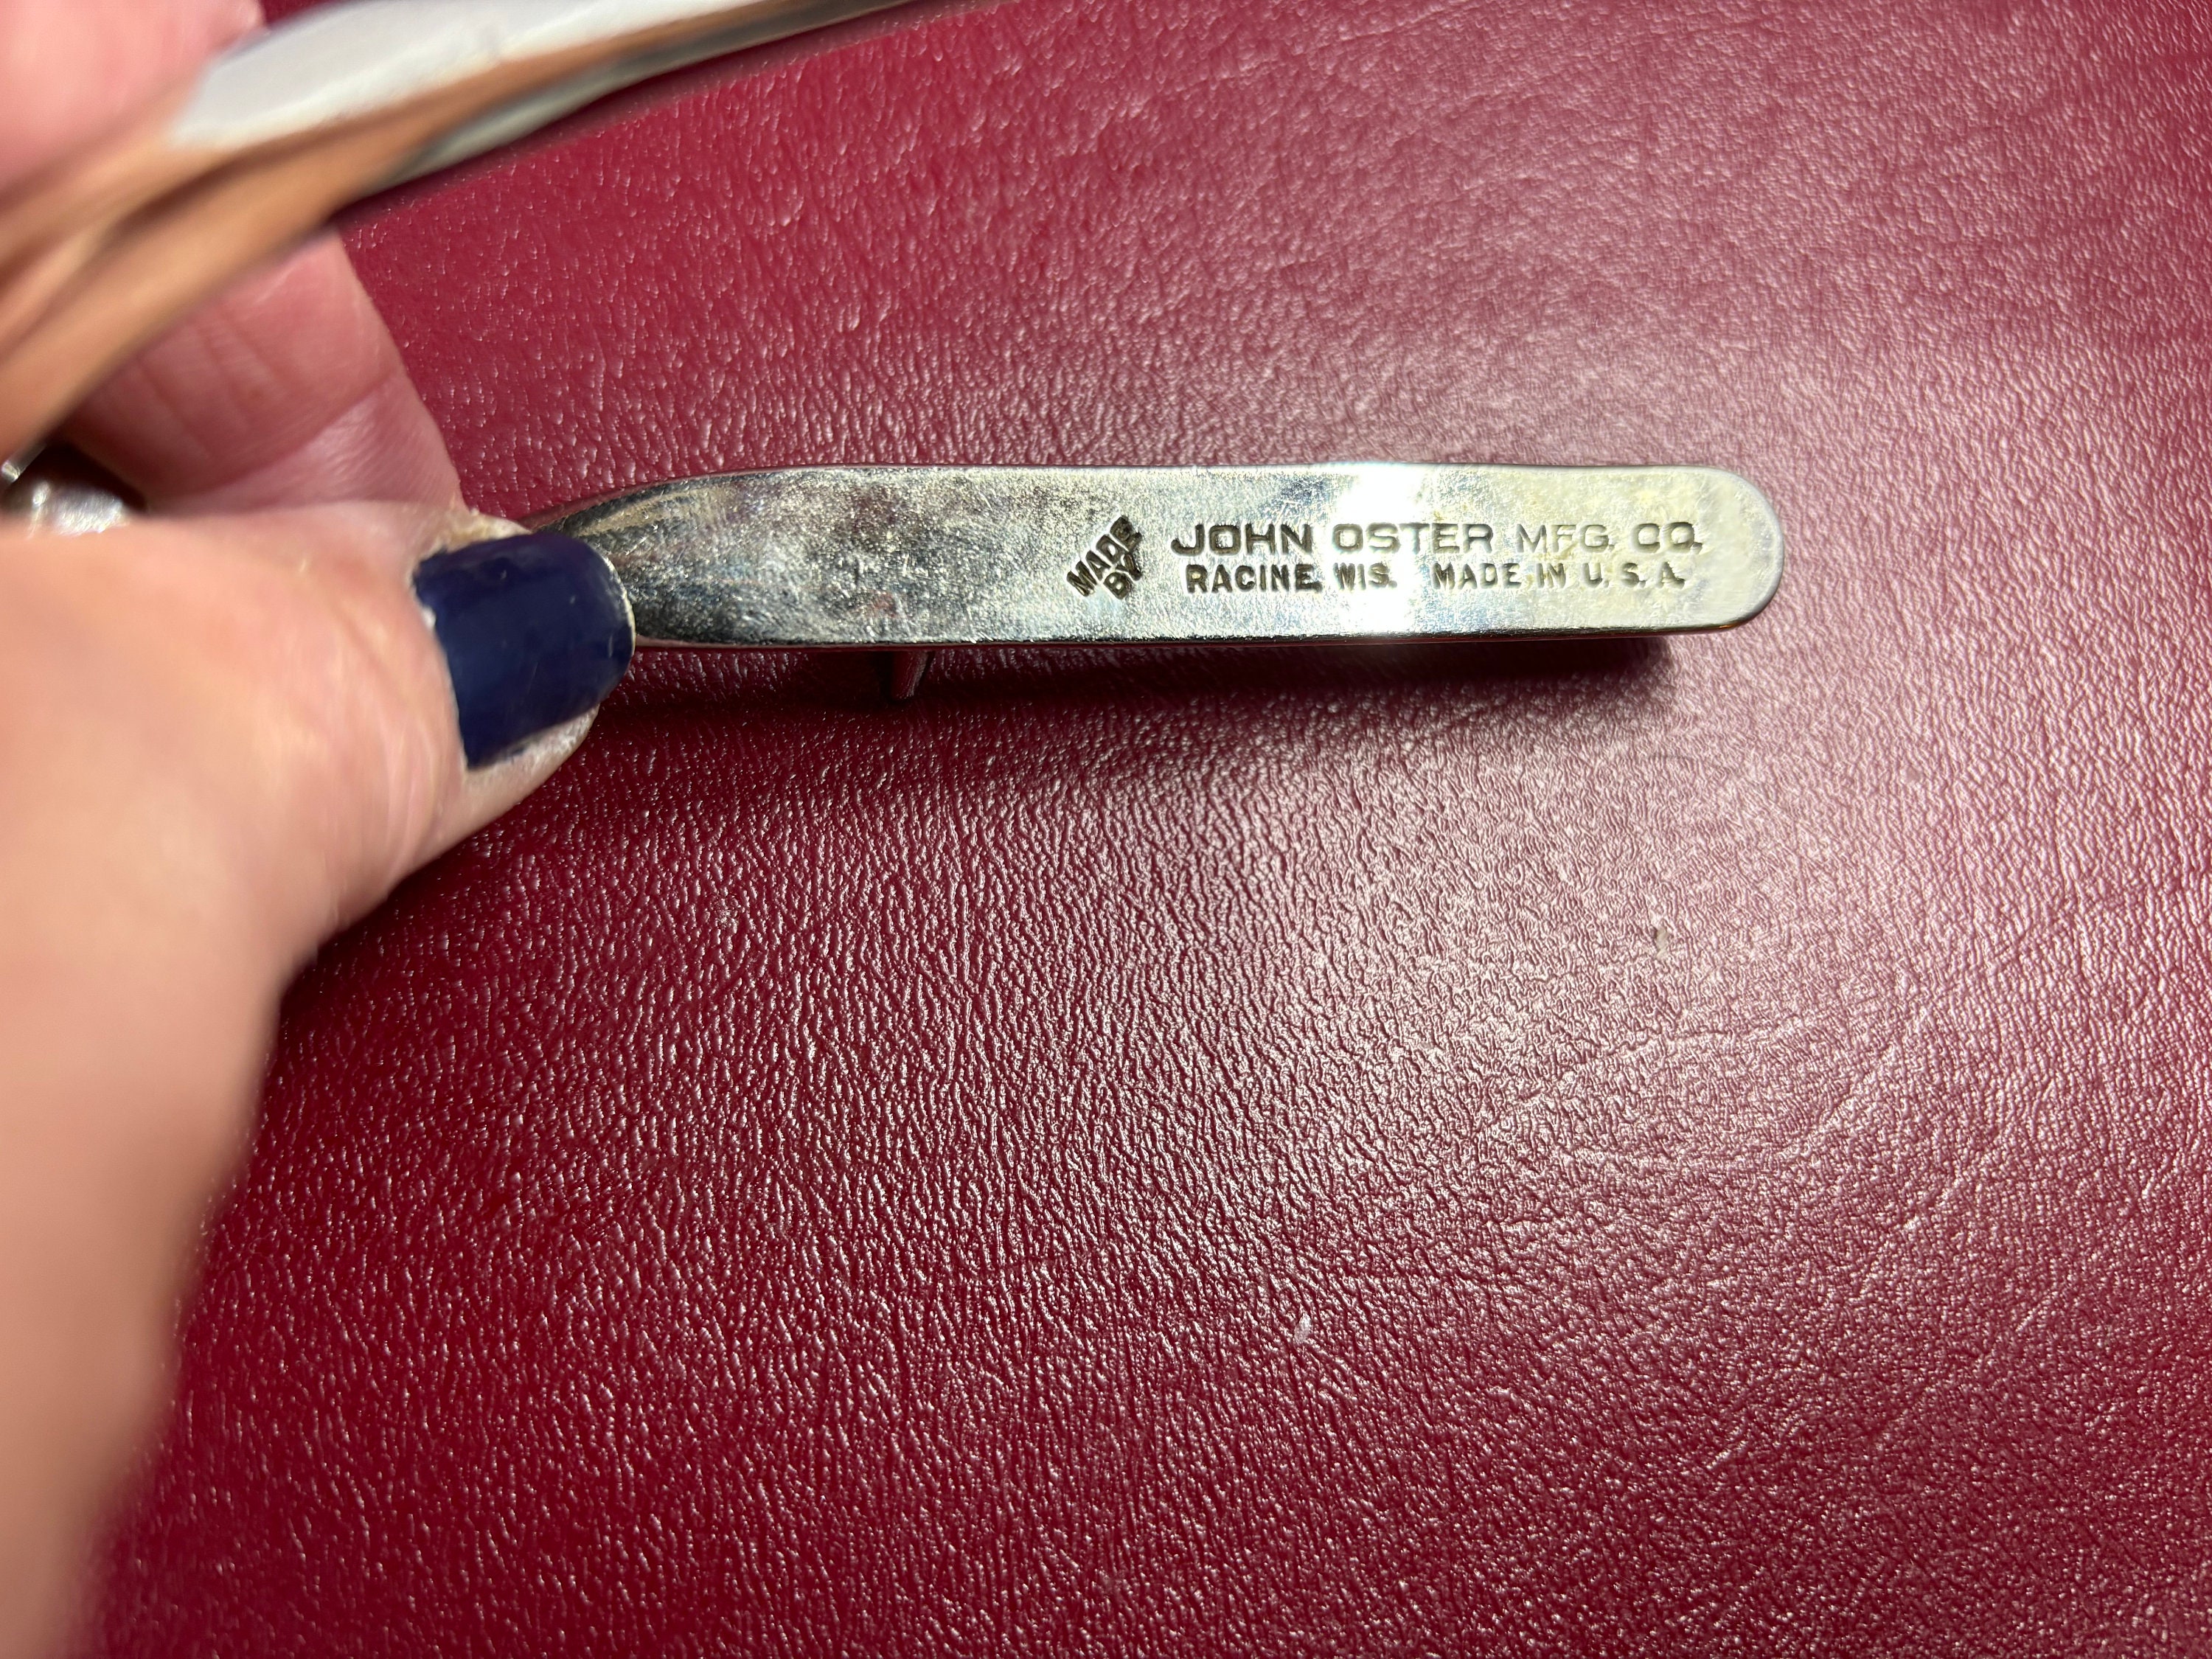 MADE
BY
JOHN OSTER MFG. CO.
RACINE, WIS. MADE IN U.S.A.